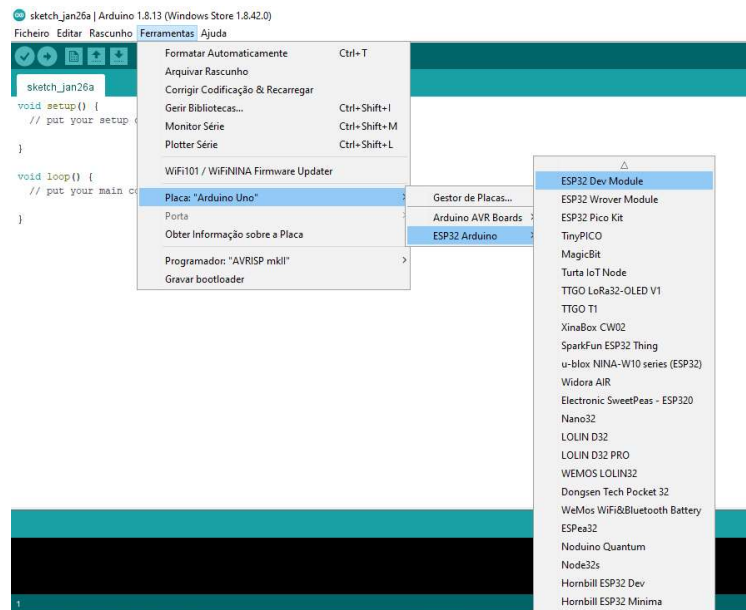 sketch_jan26a | Arduino 1.8.13 (Windows Store 1.8.42.0)
Ficheiro Editar Rascunho Ferramentas Ajuda
sketch_jan26a
void setup() {
// put your setup
}
void loop() {
// put your main co
}
Formatar Automaticamente Ctrl+T
Arquivar Rascunho
Corrigir Codificação & Recarregar
Gerir Bibliotecas... Ctrl+Shift+I
Monitor Série Ctrl+Shift+M
Plotter Série Ctrl+Shift+L
WiFi101 / WiFiNINA Firmware Updater
Placa: "Arduino Uno"
Porta
Obter Informação sobre a Placa
Programador: "AVRISP mkII"
Gravar bootloader
Gestor de Placas...
Arduino AVR Boards
ESP32 Arduino
ESP32 Dev Module
ESP32 Wrover Module
ESP32 Pico Kit
TinyPICO
MagicBit
Turta IoT Node
TTGO LoRa32-OLED V1
TTGO T1
XinaBox CW02
SparkFun ESP32 Thing
u-blox NINA-W10 series (ESP32)
Widora AIR
Electronic SweetPeas - ESP320
Nano32
LOLIN D32
LOLIN D32 PRO
WEMOS LOLIN32
Dongsen Tech Pocket 32
WeMos WiFi&Bluetooth Battery
ESPea32
Noduino Quantum
Node32s
Hornbill ESP32 Dev
Hornbill ESP32 Minima
1